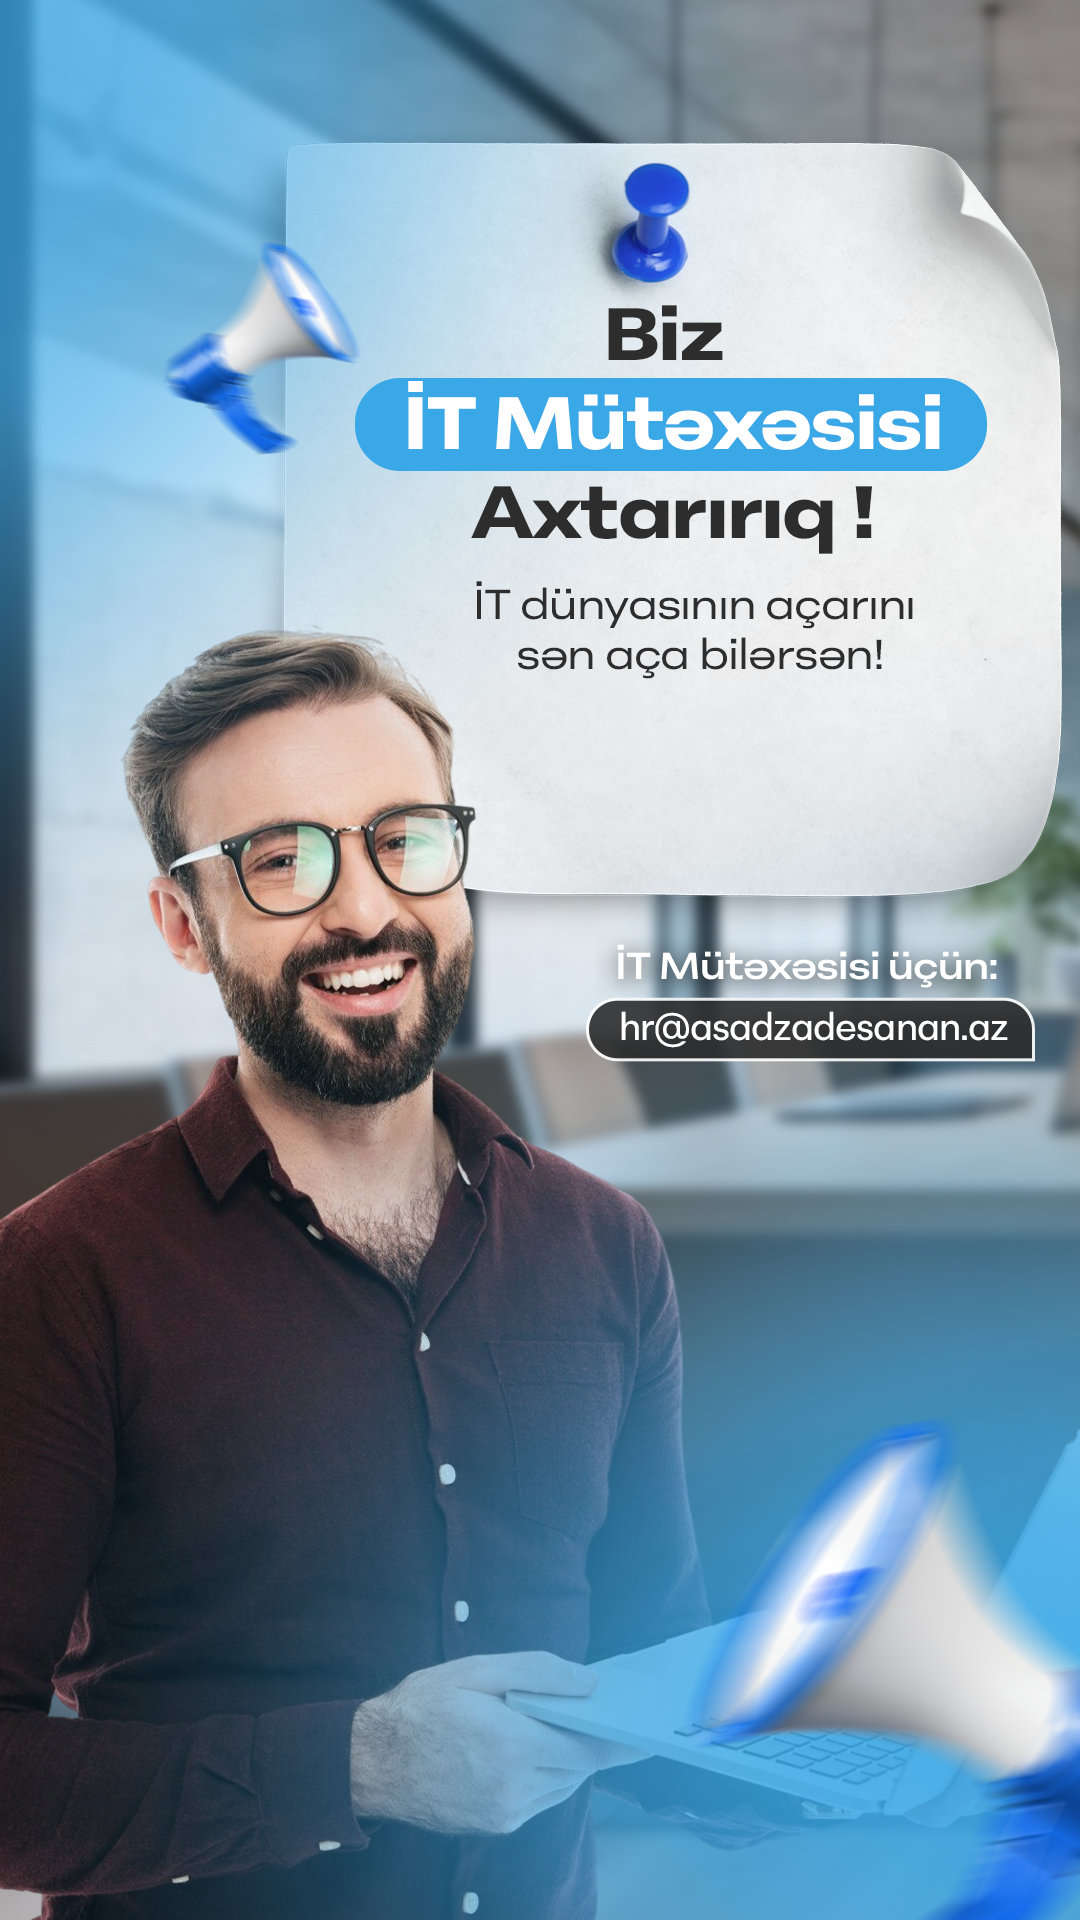 Biz
İT Mütəxəsisi
Axtarırıq !
İT dünyasının açarını
sən aça bilərsən!
İT Mütəxəsisi üçün:
hr@asadzadesanan.az